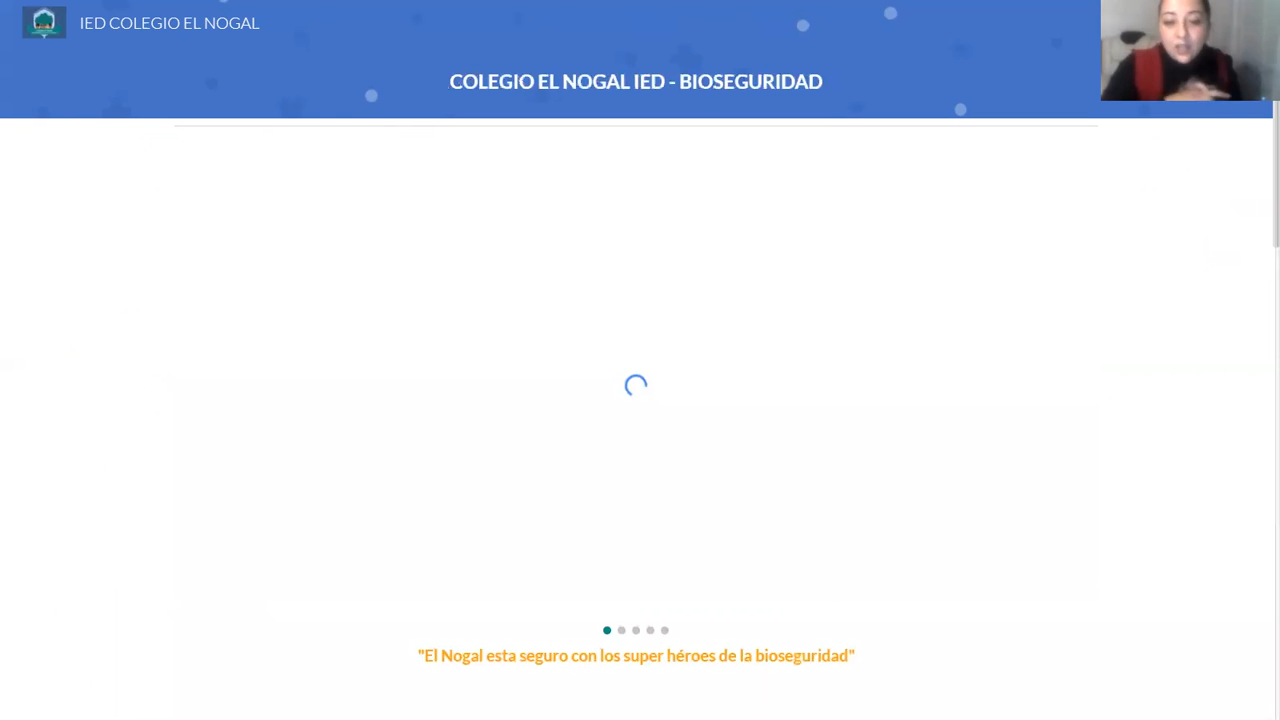 IED COLEGIO EL NOGAL
COLEGIO EL NOGAL IED - BIOSEGURIDAD
"El Nogal esta seguro con los super héroes de la bioseguridad"